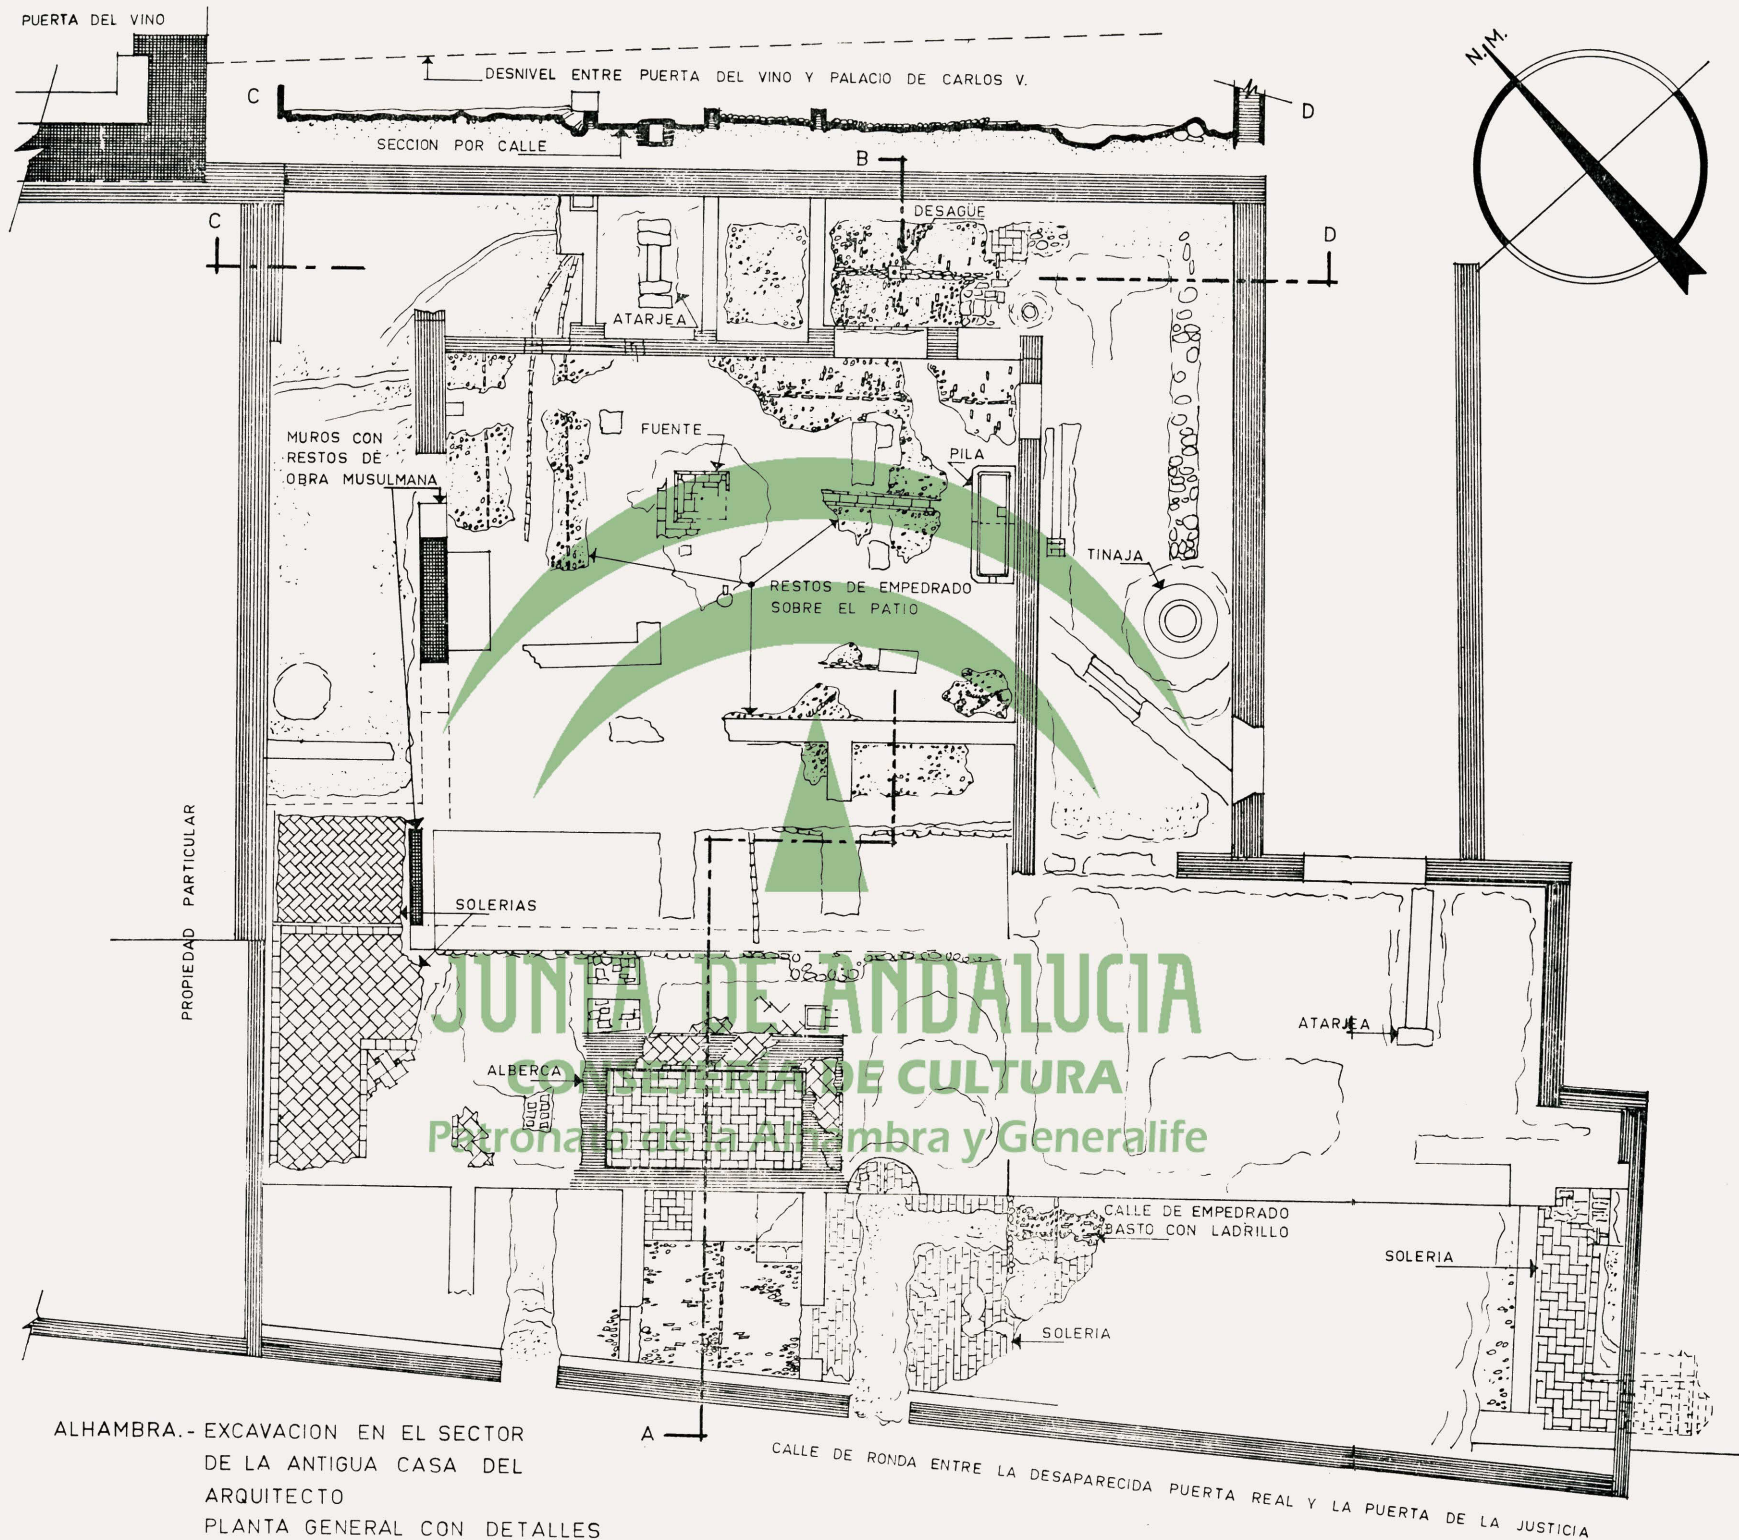 PUERTA DEL VINO
DESNIVEL ENTRE PUERTA DEL VINO Y PALACIO DE CARLOS V.
N.M.
C
D
SECCION POR CALLE
B
C
DESAGÜE
D
ATARJEA
MUROS CON
RESTOS DE
OBRA MUSULMANA
FUENTE
PILA
TINAJA
RESTOS DE EMPEDRADO
SOBRE EL PATIO
PROPIEDAD PARTICULAR
SOLERIAS
JUNTA DE ANDALUCIA
ATARJEA
ALBERCA
CONSEJERÍA DE CULTURA
Patronato de la Alhambra y Generalife
CALLE DE EMPEDRADO
BASTO CON LADRILLO
SOLERIA
SOLERIA
A
ALHAMBRA.- EXCAVACION EN EL SECTOR
DE LA ANTIGUA CASA DEL
ARQUITECTO
PLANTA GENERAL CON DETALLES
CALLE DE RONDA ENTRE LA DESAPARECIDA PUERTA REAL Y LA PUERTA DE LA JUSTICIA